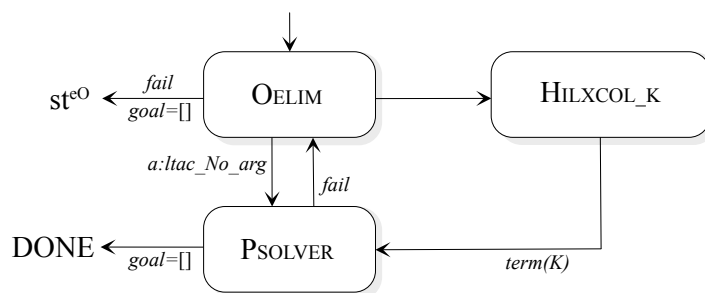 fail
st^eO
goal=[]
OELIM
HILXCOL_K
a:ltac_No_arg
fail
DONE
goal=[]
PSOLVER
term(K)